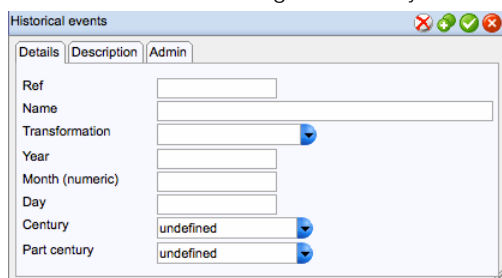 Historical events
Details Description Admin
Ref
Name
Transformation
Year
Month (numeric)
Day
Century undefined
Part century undefined